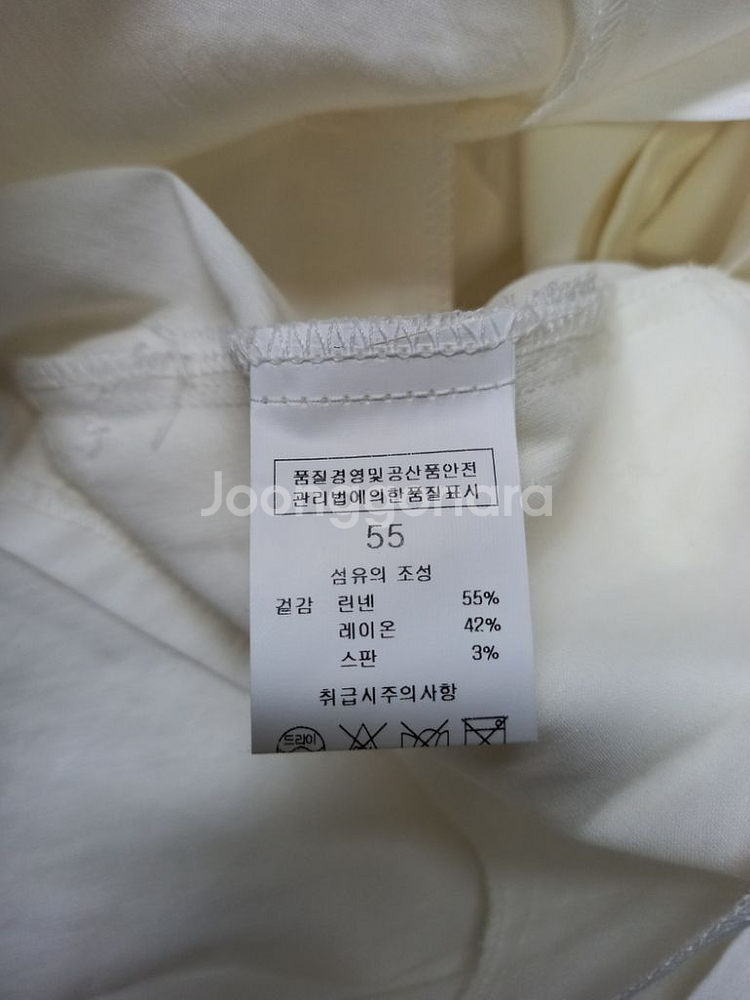 품질경영및공산품안전
관리법에의한품질표시
Joonggonara
55
섬유의 조성
겉감 린넨 55%
레이온 42%
스판 3%
취급시주의사항
드라이